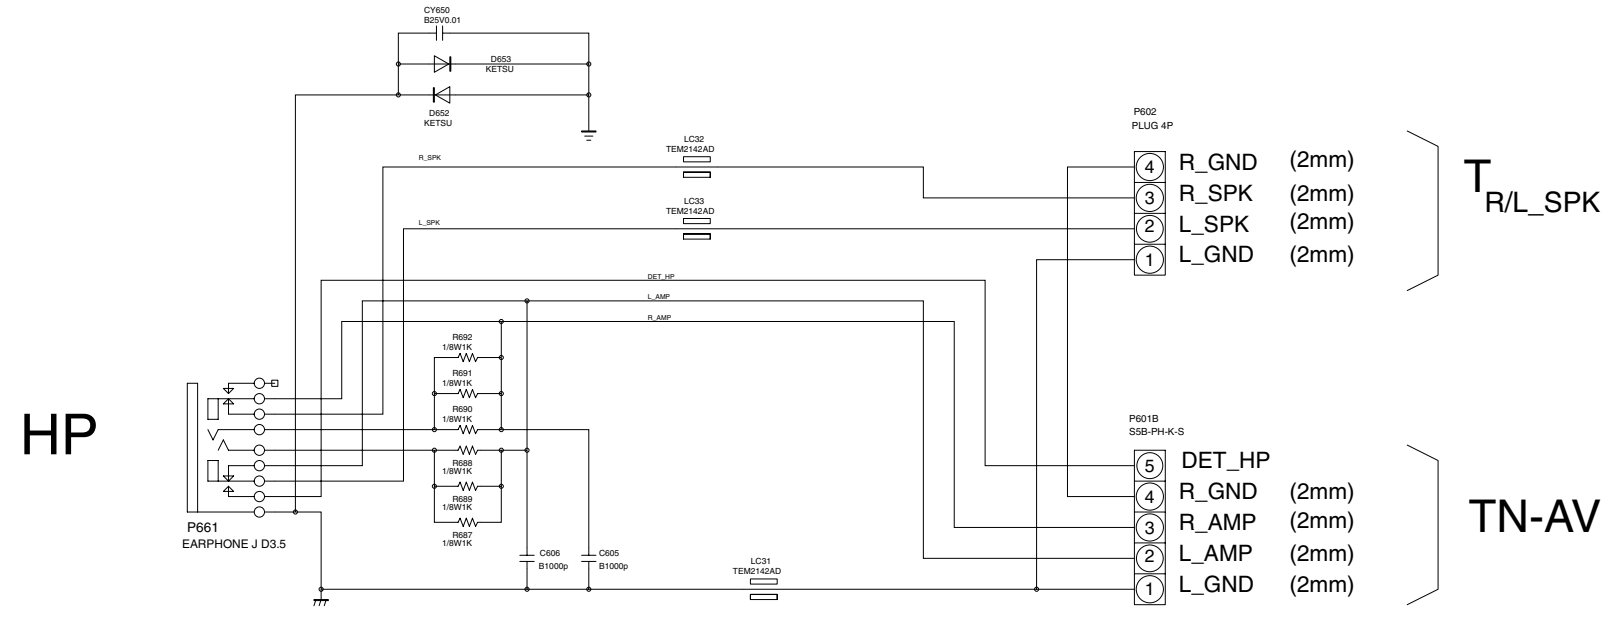 CY650
B25V0.01
D653
KETSU
D652
KETSU
P602
PLUG 4P
LC32
TEM2142AD
R_SPK
4 R_GND (2mm)
3 R_SPK (2mm)
2 L_SPK (2mm)
1 L_GND (2mm)
T
R/L_SPK
LC33
TEM2142AD
L_SPK
DET_HP
L_AMP
R_AMP
R692
1/8W1K
R691
1/8W1K
R690
1/8W1K
R688
1/8W1K
R689
1/8W1K
R687
1/8W1K
HP
P661
EARPHONE J D3.5
C606
B1000p
C605
B1000p
LC31
TEM2142AD
P601B
S5B-PH-K-S
5 DET_HP
4 R_GND (2mm)
3 R_AMP (2mm)
2 L_AMP (2mm)
1 L_GND (2mm)
TN-AV